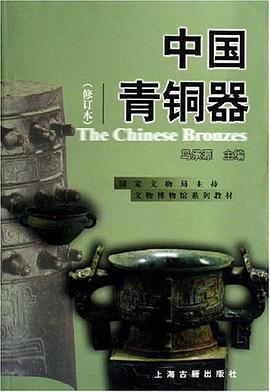 中国
青铜器
（修订本）
The Chinese Bronzes
马承源 主编
国家文物局主持
文物博物馆系列教材
上海古籍出版社